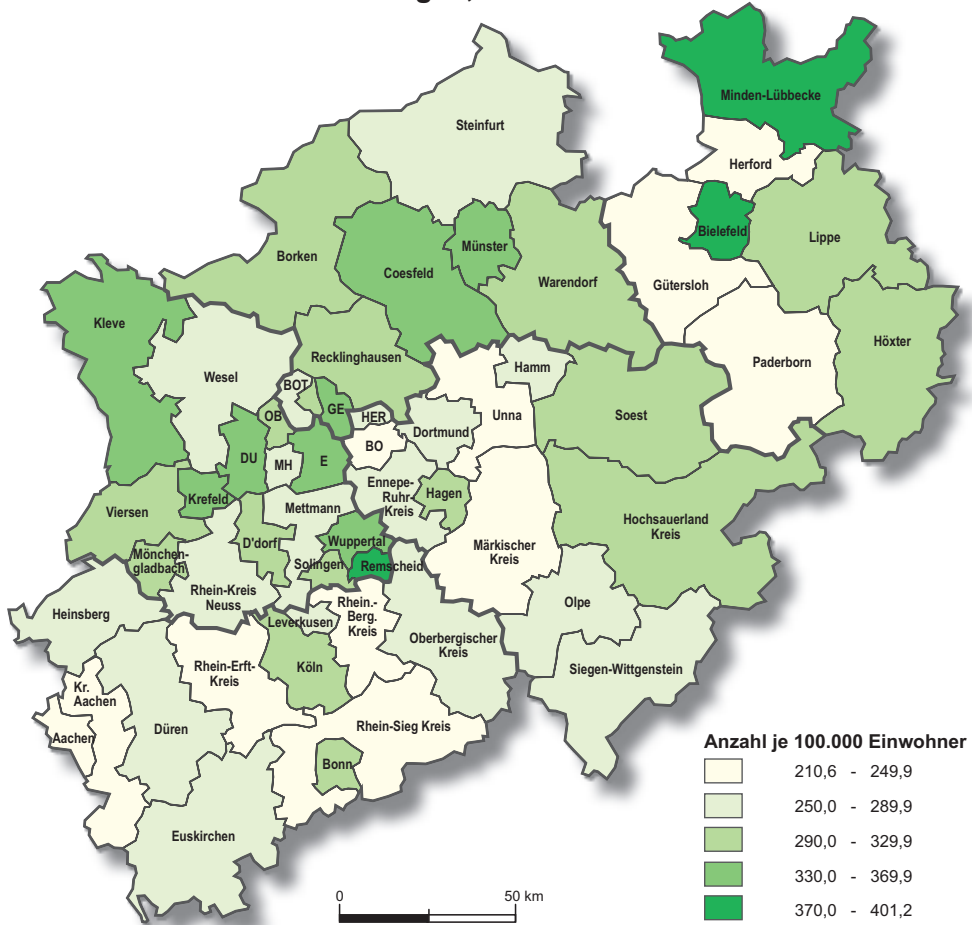 Minden-Lübbecke
Steinfurt
Herford
Bielefeld
Lippe
Borken
Coesfeld
Münster
Warendorf
Gütersloh
Kleve
Höxter
Paderborn
Wesel
Recklinghausen
Hamm
BOT
GE
HER
Unna
Soest
OB
BO
Dortmund
DU
MH
E
Ennepe-
Ruhr-
Kreis
Hagen
Krefeld
Viersen
Mettmann
Hochsauerland
Kreis
D'dorf
Wuppertal
Märkischer
Kreis
Mönchen-
gladbach
Solingen
Remscheid
Rhein-Kreis
Neuss
Heinsberg
Rhein.-
Berg.
Kreis
Leverkusen
Olpe
Oberbergischer
Kreis
Rhein-Erft-
Kreis
Köln
Siegen-Wittgenstein
Kr.
Aachen
Aachen
Düren
Rhein-Sieg Kreis
Bonn
Euskirchen
Anzahl je 100.000 Einwohner
210,6 - 249,9
250,0 - 289,9
290,0 - 329,9
330,0 - 369,9
370,0 - 401,2
0 50 km